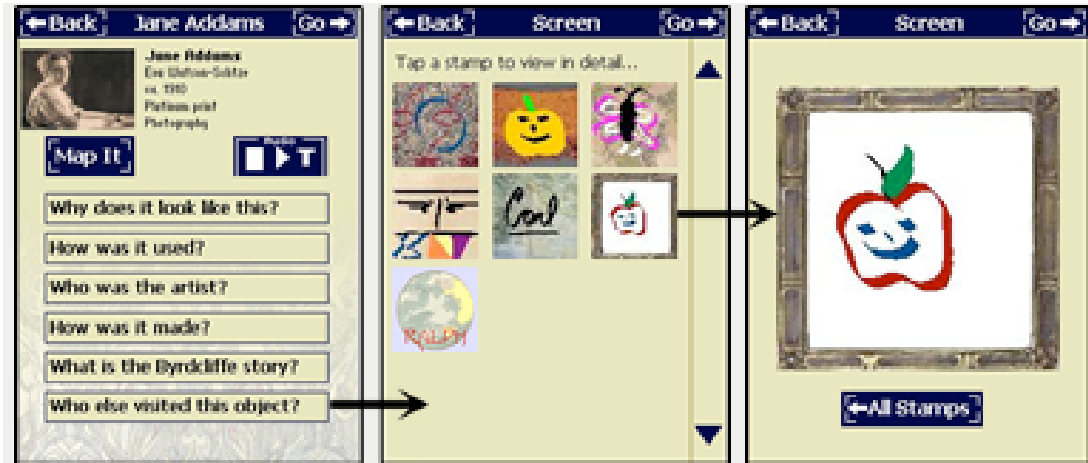 Back
Jane Addams
Go
Jane Addams
Eva Watson-Schütze
ca. 1910
Platinum print
Photography
Map It
Audio
T
Why does it look like this?
How was it used?
Who was the artist?
How was it made?
What is the Byrdcliffe story?
Who else visited this object?
Back
Screen
Go
Tap a stamp to view in detail...
Coal
RALPH
Back
Screen
Go
All Stamps